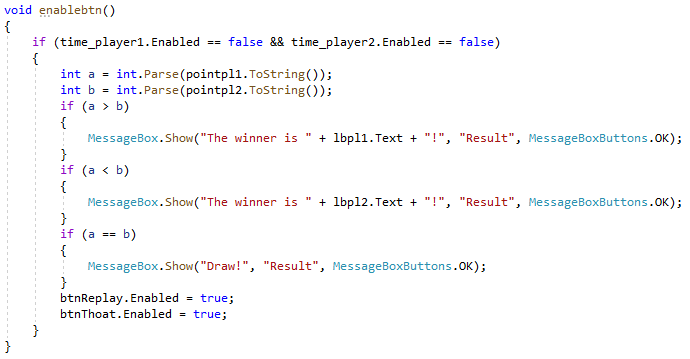 void enablebtn()
{
    if (time_player1.Enabled == false && time_player2.Enabled == false)
    {
        int a = int.Parse(pointpl1.ToString());
        int b = int.Parse(pointpl2.ToString());
        if (a > b)
        {
            MessageBox.Show("The winner is " + lbpl1.Text + "!", "Result", MessageBoxButtons.OK);
        }
        if (a < b)
        {
            MessageBox.Show("The winner is " + lbpl2.Text + "!", "Result", MessageBoxButtons.OK);
        }
        if (a == b)
        {
            MessageBox.Show("Draw!", "Result", MessageBoxButtons.OK);
        }
        btnReplay.Enabled = true;
        btnThoat.Enabled = true;
    }
}